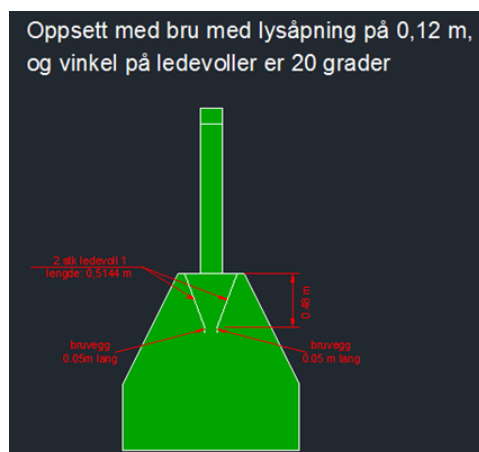 Oppsett med bru med lysåpning på 0,12 m,
og vinkel på ledevoller er 20 grader
2 stk ledevoll 1
lengde: 0,5144 m
0.48 m
bruvegg
0.05m lang
bruvegg
0.05 m lang